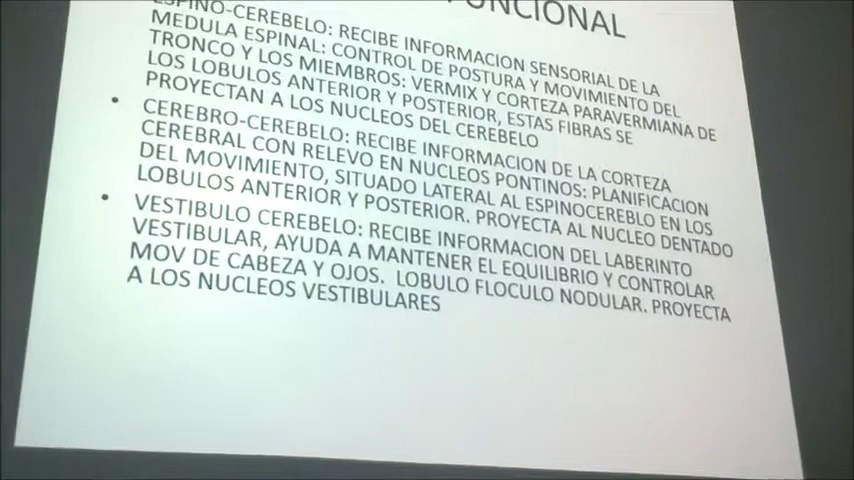 FUNCIONAL
ESPINO-CEREBELO: RECIBE INFORMACION SENSORIAL DE LA
MEDULA ESPINAL: CONTROL DE POSTURA Y MOVIMIENTO DEL
TRONCO Y LOS MIEMBROS: VERMIX Y CORTEZA PARAVERMIANA DE
LOS LOBULOS ANTERIOR Y POSTERIOR, ESTAS FIBRAS SE
PROYECTAN A LOS NUCLEOS DEL CEREBELO
• CEREBRO-CEREBELO: RECIBE INFORMACION DE LA CORTEZA
CEREBRAL CON RELEVO EN NUCLEOS PONTINOS: PLANIFICACION
DEL MOVIMIENTO, SITUADO LATERAL AL ESPINOCEREBLO EN LOS
LOBULOS ANTERIOR Y POSTERIOR. PROYECTA AL NUCLEO DENTADO
• VESTIBULO CEREBELO: RECIBE INFORMACION DEL LABERINTO
VESTIBULAR, AYUDA A MANTENER EL EQUILIBRIO Y CONTROLAR
MOV DE CABEZA Y OJOS. LOBULO FLOCULO NODULAR. PROYECTA
A LOS NUCLEOS VESTIBULARES